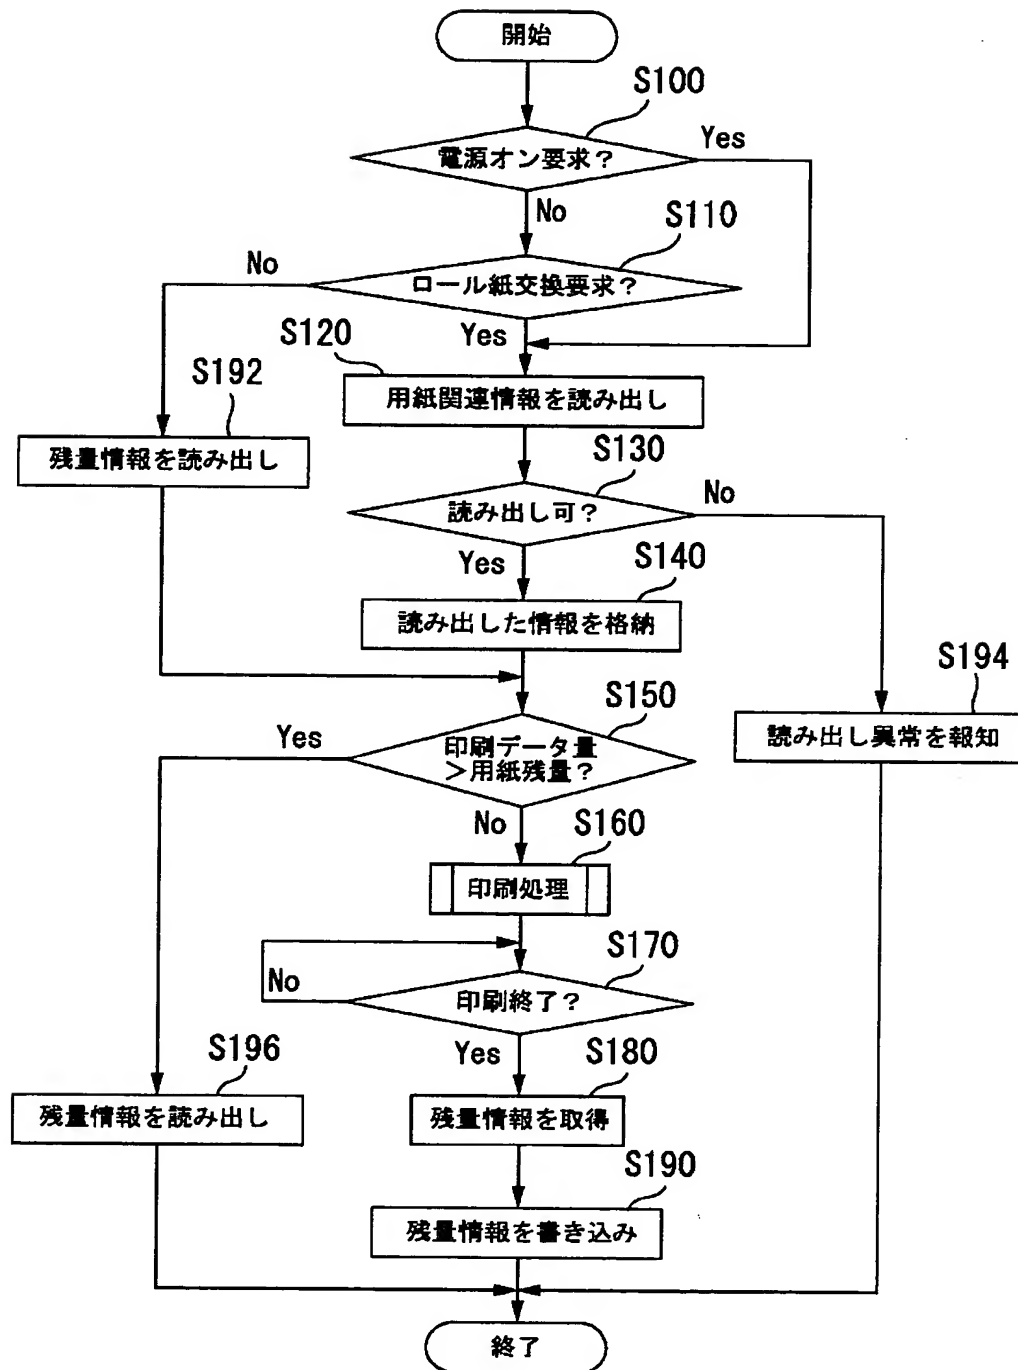 開始
S100
電源オン要求？
Yes
No
S110
ロール紙交換要求？
No
Yes
S120
用紙関連情報を読み出し
S192
残量情報を読み出し
S130
読み出し可？
No
Yes
S140
読み出した情報を格納
S194
読み出し異常を報知
S150
印刷データ量
＞用紙残量？
Yes
No
S160
印刷処理
S170
印刷終了？
No
Yes
S180
残量情報を取得
S196
残量情報を読み出し
S190
残量情報を書き込み
終了